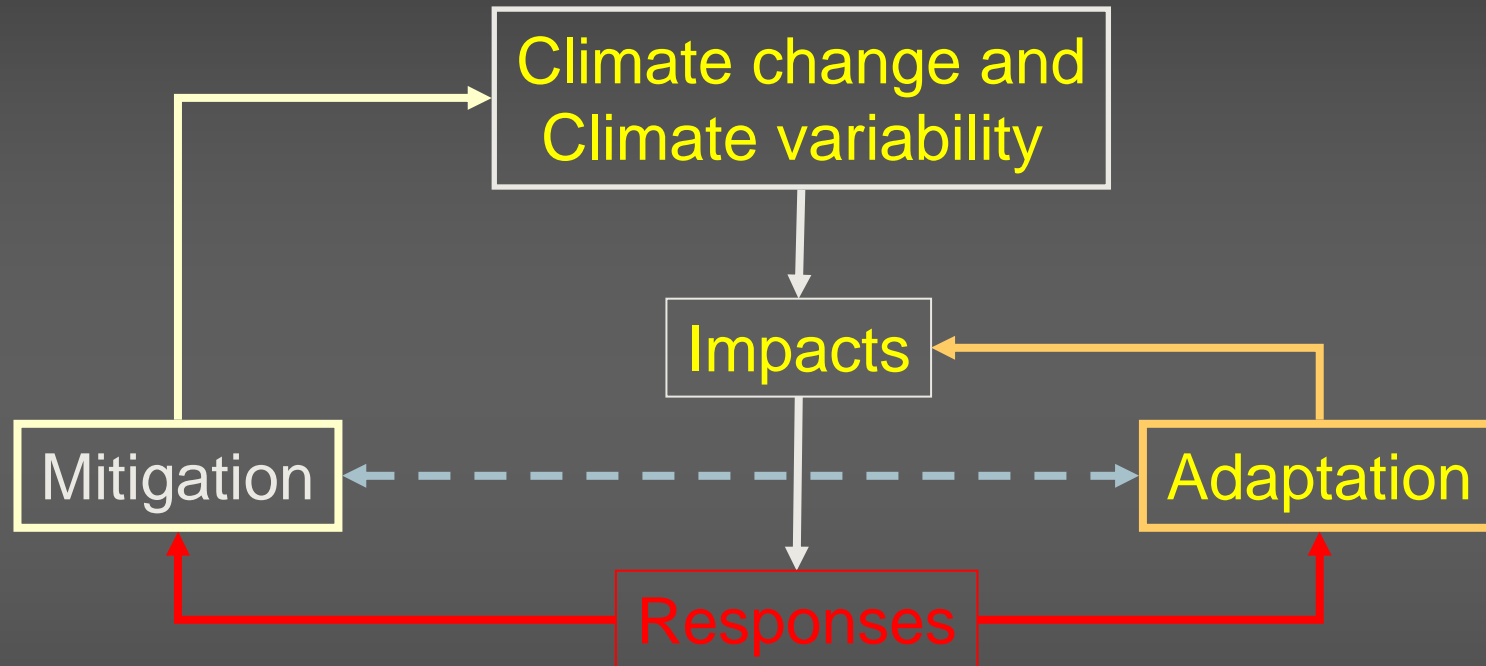 Climate change and
Climate variability
Impacts
Mitigation
Adaptation
Responses